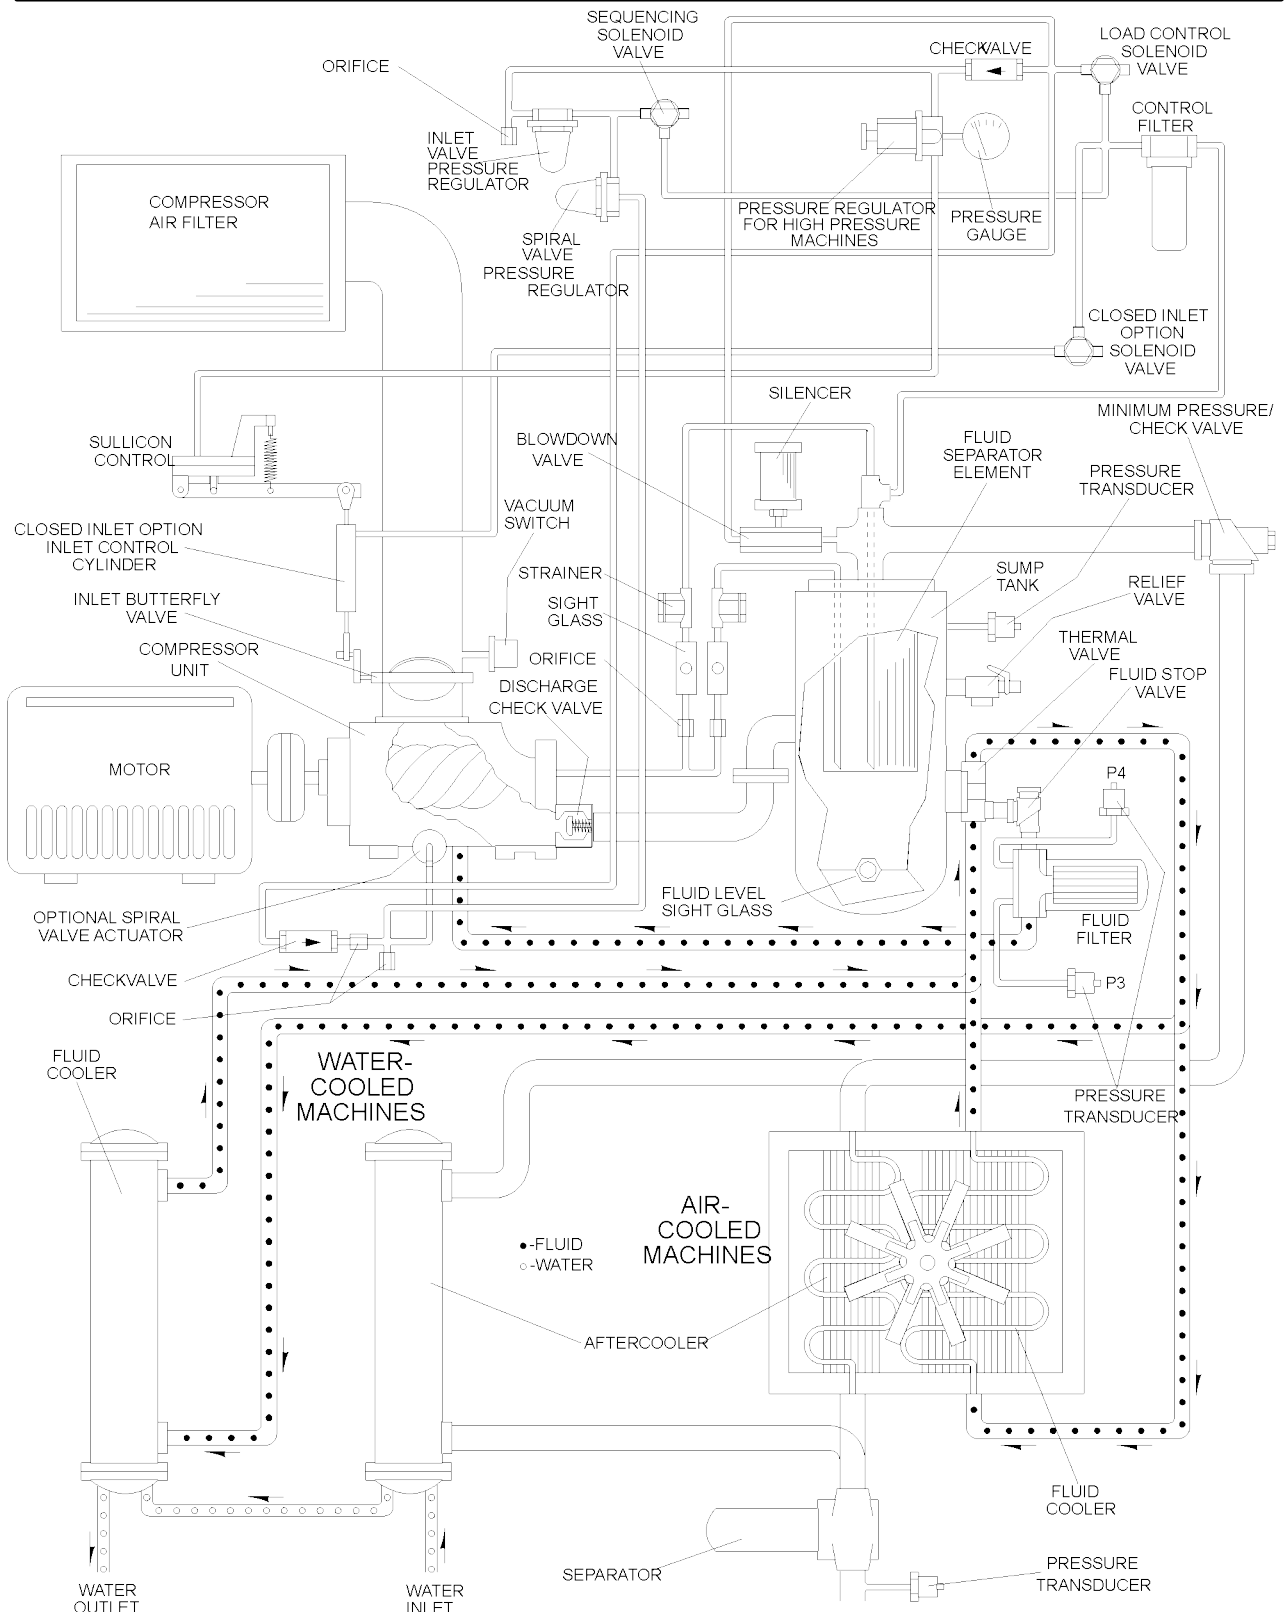 SEQUENCING
SOLENOID
VALVE
ORIFICE
CHECKVALVE
LOAD CONTROL
SOLENOID
VALVE
CONTROL
FILTER
INLET
VALVE
PRESSURE
REGULATOR
COMPRESSOR
AIR FILTER
SPIRAL
VALVE
PRESSURE
REGULATOR
PRESSURE REGULATOR
FOR HIGH PRESSURE
MACHINES
PRESSURE
GAUGE
CLOSED INLET
OPTION
SOLENOID
VALVE
SILENCER
MINIMUM PRESSURE/
CHECK VALVE
SULLICON
CONTROL
BLOWDOWN
VALVE
FLUID
SEPARATOR
ELEMENT
PRESSURE
TRANSDUCER
VACUUM
SWITCH
CLOSED INLET OPTION
INLET CONTROL
CYLINDER
STRAINER
SUMP
TANK
RELIEF
VALVE
INLET BUTTERFLY
VALVE
SIGHT
GLASS
THERMAL
VALVE
COMPRESSOR
UNIT
ORIFICE
FLUID STOP
VALVE
DISCHARGE
CHECK VALVE
MOTOR
P4
FLUID LEVEL
SIGHT GLASS
FLUID
FILTER
OPTIONAL SPIRAL
VALVE ACTUATOR
CHECKVALVE
P3
ORIFICE
FLUID
COOLER
WATER-
COOLED
MACHINES
PRESSURE
TRANSDUCER
AIR-
COOLED
MACHINES
-FLUID
-WATER
AFTERCOOLER
FLUID
COOLER
SEPARATOR
PRESSURE
TRANSDUCER
WATER
OUTLET
WATER
INLET